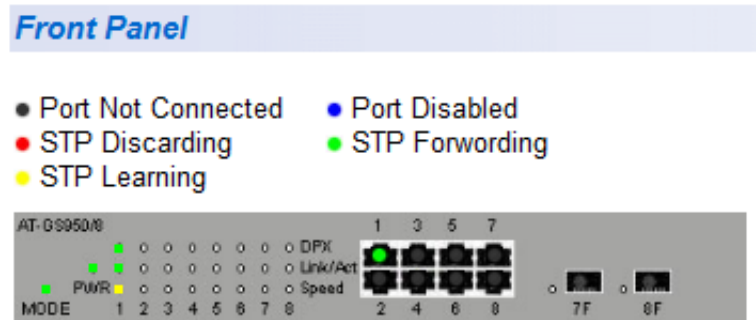 Front Panel
Port Not Connected Port Disabled
STP Discarding STP Forwording
STP Learning
AT-GS950/8 1 3 5 7
DPX
Link/Act
PWR Speed
MODE 1 2 3 4 5 6 7 8 2 4 6 8 7F 8F